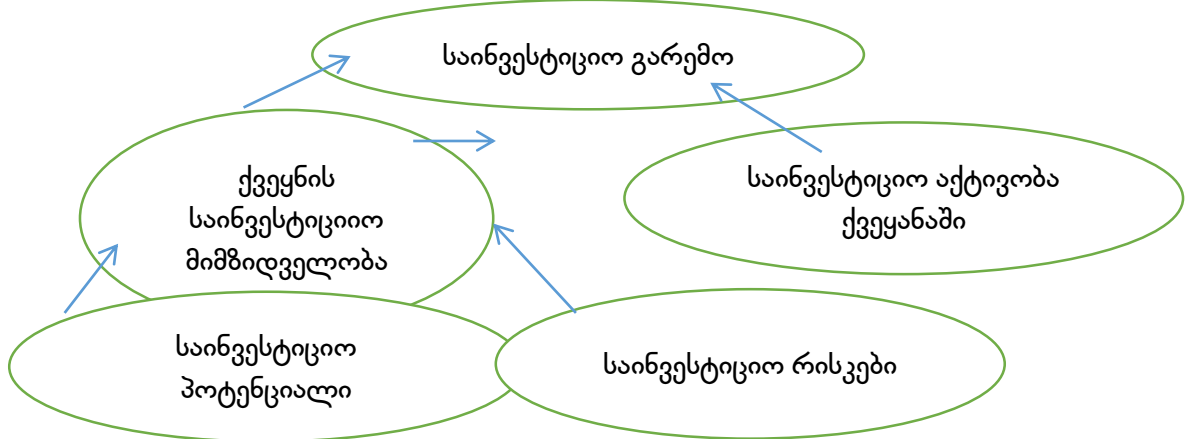 საინვესტიციო გარემო
ქვეყნის
საინვესტიციიო
მიმზიდველობა
საინვესტიციო აქტივობა
ქვეყანაში
საინვესტიციო
პოტენციალი
საინვესტიციო რისკები